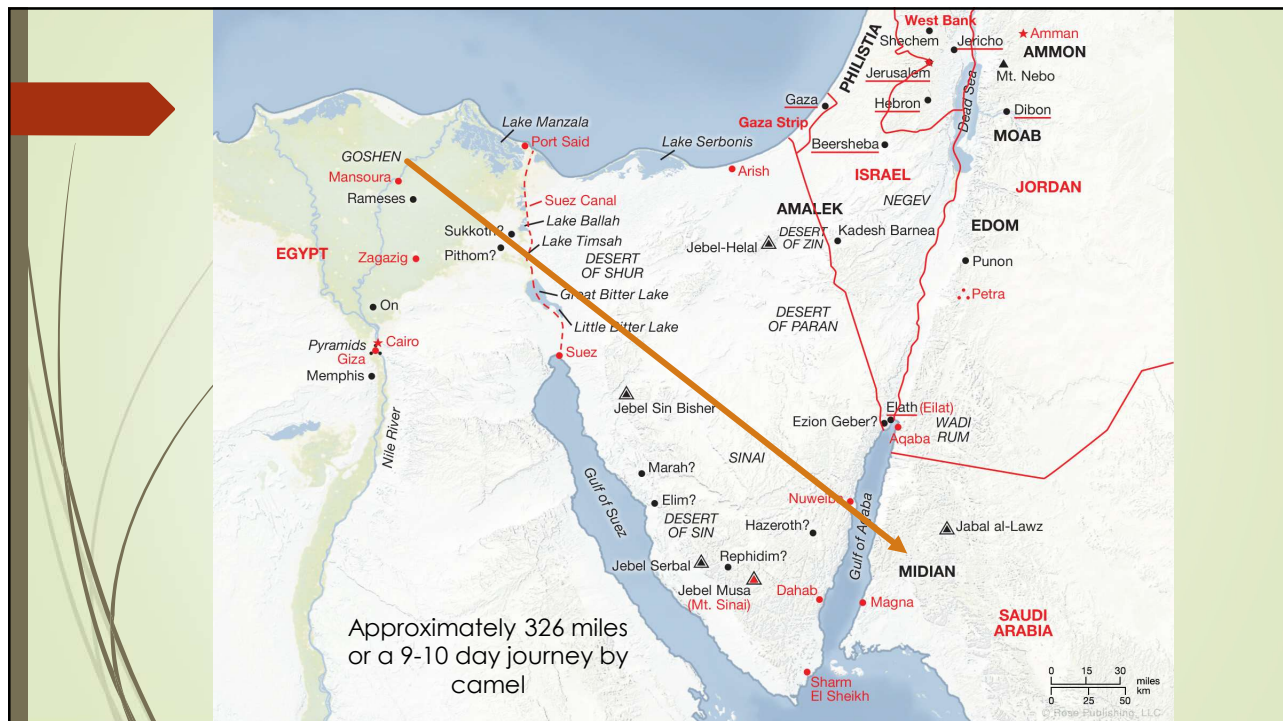 West Bank
Shechem
Jericho
Amman
AMMON
PHILISTIA
Jerusalem
Mt. Nebo
Gaza
Hebron
Dead Sea
Dibon
Gaza Strip
MOAB
Lake Manzala
Port Said
Lake Serbonis
Beersheba
GOSHEN
Arish
ISRAEL
JORDAN
Mansoura
Rameses
Suez Canal
AMALEK
NEGEV
Lake Ballah
Sukkoth?
DESERT
OF ZIN
Kadesh Barnea
EDOM
Lake Timsah
Jebel-Helal
EGYPT
Pithom?
DESERT
OF SHUR
Zagazig
Punon
Great Bitter Lake
Petra
On
DESERT
OF PARAN
Little Bitter Lake
Pyramids
Cairo
Giza
Suez
Memphis
Jebel Sin Bisher
Elath (Eilat)
Ezion Geber?
WADI
RUM
Aqaba
Nile River
SINAI
Marah?
Gulf of Suez
Elim?
Nuweiba
Gulf of Aqaba
DESERT
OF SIN
Hazeroth?
Jabal al-Lawz
Jebel Serbal
Rephidim?
MIDIAN
Jebel Musa
(Mt. Sinai)
Dahab
Magna
SAUDI
ARABIA
Approximately 326 miles
or a 9-10 day journey by
camel
Sharm
El Sheikh
0 15 30
miles
km
0 25 50
© Rose Publishing, LLC